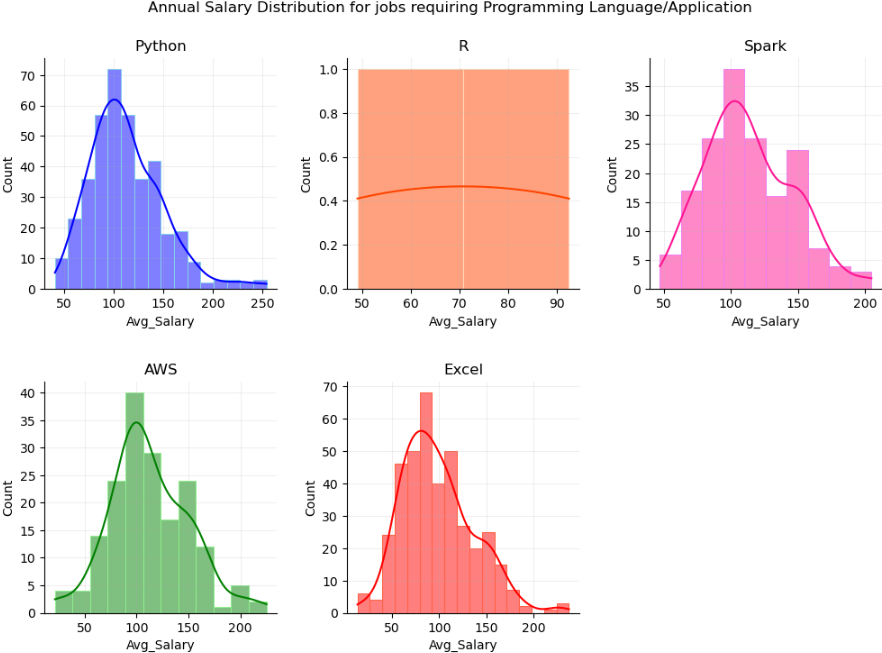 Annual Salary Distribution for jobs requiring Programming Language/Application
Python
R
Spark
70
60
50
40
30
20
10
0
Count
50 100 150 200 250
Avg_Salary
1.0
0.8
0.6
0.4
0.2
0.0
Count
50 60 70 80 90
Avg_Salary
35
30
25
20
15
10
5
0
Count
50 100 150 200
Avg_Salary
AWS
Excel
40
35
30
25
20
15
10
5
0
Count
50 100 150 200
Avg_Salary
70
60
50
40
30
20
10
0
Count
50 100 150 200
Avg_Salary